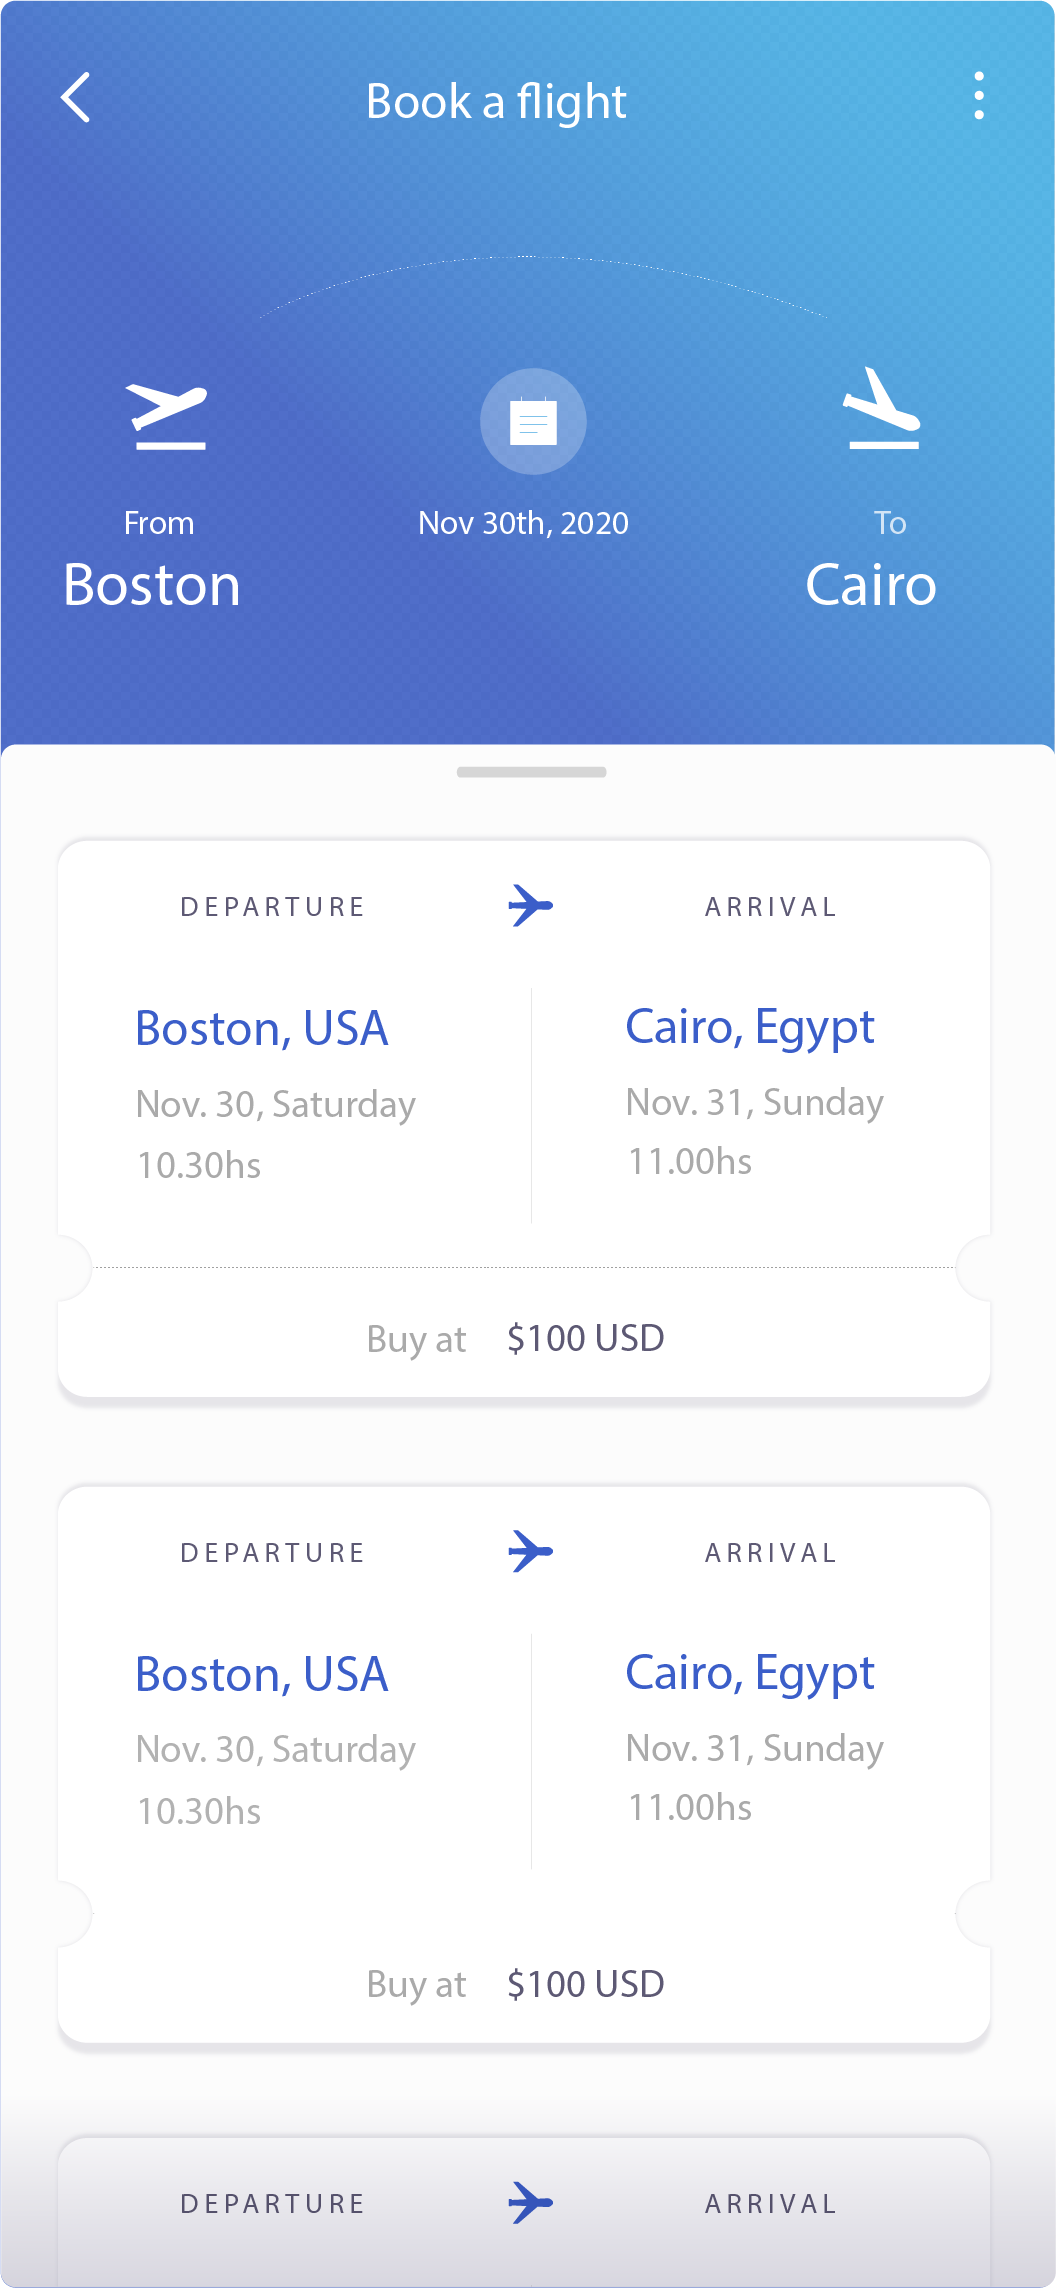 Book a flight
From
Nov 30th, 2020
To
Boston
Cairo
DEPARTURE
ARRIVAL
Boston, USA
Cairo, Egypt
Nov. 30, Saturday
Nov. 31, Sunday
10.30hs
11.00hs
Buy at $100 USD
DEPARTURE
ARRIVAL
Boston, USA
Cairo, Egypt
Nov. 30, Saturday
Nov. 31, Sunday
10.30hs
11.00hs
Buy at $100 USD
DEPARTURE
ARRIVAL